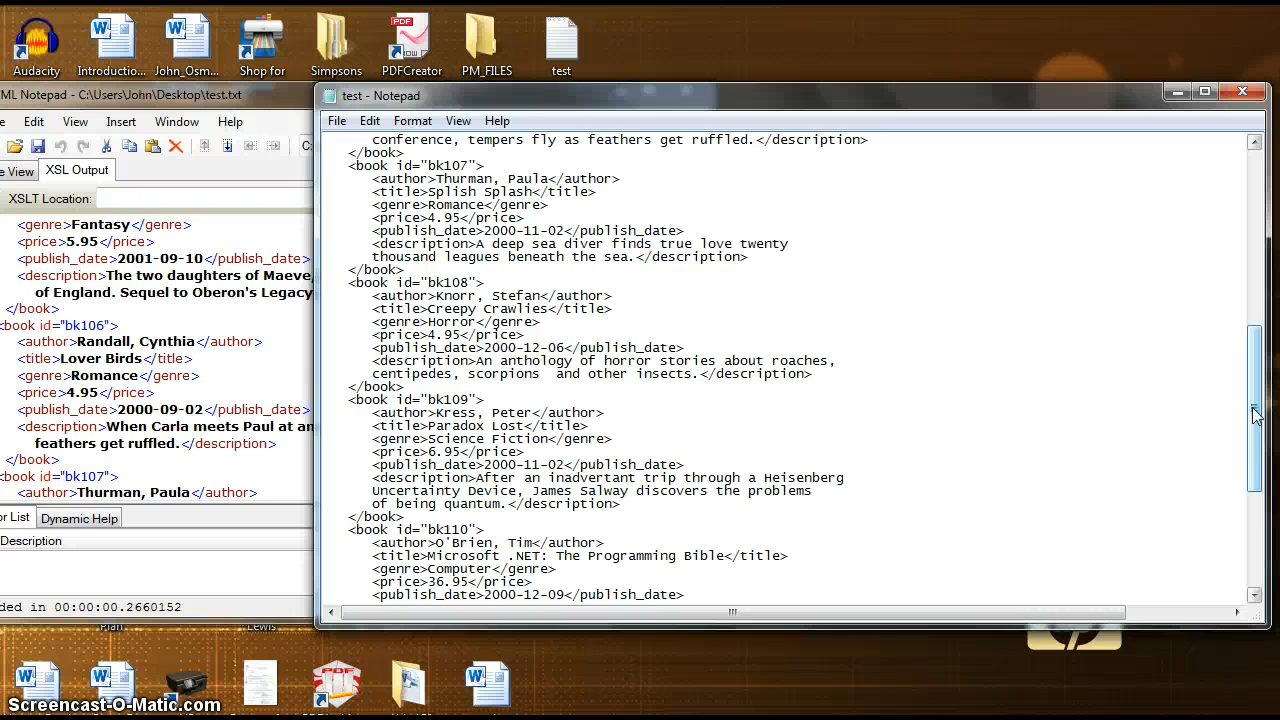 Audacity
Introductio...
John_Osm...
Shop for
Simpsons
PDF
PDFCreator
PM_FILES
test
ML Notepad - C:\Users\John\Desktop\test.txt
Edit View Insert Window Help
View
XSL Output
XSLT Location:
<genre>Fantasy</genre>
<price>5.95</price>
<publish_date>2001-09-10</publish_date>
<description>The two daughters of Maeve,
of England. Sequel to Oberon's Legacy
</book>
<book id="bk106">
<author>Randall, Cynthia</author>
<title>Lover Birds</title>
<genre>Romance</genre>
<price>4.95</price>
<publish_date>2000-09-02</publish_date>
<description>When Carla meets Paul at an
feathers get ruffled.</description>
</book>
<book id="bk107">
<author>Thurman, Paula</author>
or List
Dynamic Help
Description
ded in 00:00:00.2660152
test - Notepad
File Edit Format View Help
conference, tempers fly as feathers get ruffled.</description>
</book>
<book id="bk107">
<author>Thurman, Paula</author>
<title>Splish Splash</title>
<genre>Romance</genre>
<price>4.95</price>
<publish_date>2000-11-02</publish_date>
<description>A deep sea diver finds true love twenty
thousand leagues beneath the sea.</description>
</book>
<book id="bk108">
<author>Knorr, Stefan</author>
<title>Creepy Crawlies</title>
<genre>Horror</genre>
<price>4.95</price>
<publish_date>2000-12-06</publish_date>
<description>An anthology of horror stories about roaches,
centipedes, scorpions  and other insects.</description>
</book>
<book id="bk109">
<author>Kress, Peter</author>
<title>Paradox Lost</title>
<genre>Science Fiction</genre>
<price>6.95</price>
<publish_date>2000-11-02</publish_date>
<description>After an inadvertant trip through a Heisenberg
Uncertainty Device, James Salway discovers the problems
of being quantum.</description>
</book>
<book id="bk110">
<author>O'Brien, Tim</author>
<title>Microsoft .NET: The Programming Bible</title>
<genre>Computer</genre>
<price>36.95</price>
<publish_date>2000-12-09</publish_date>
Plan
Lewis
hp
PDF
Screencast-O-Matic.com